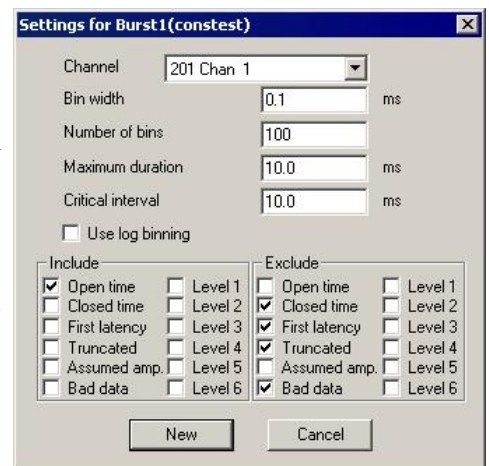 Settings for Burst1(constest)
Channel 201 Chan 1
Bin width 0.1 ms
Number of bins 100
Maximum duration 10.0 ms
Critical interval 10.0 ms
Use log binning
Include Exclude
Open time Level 1 Open time Level 1
Closed time Level 2 Closed time Level 2
First latency Level 3 First latency Level 3
Truncated Level 4 Truncated Level 4
Assumed amp. Level 5 Assumed amp. Level 5
Bad data Level 6 Bad data Level 6
New Cancel